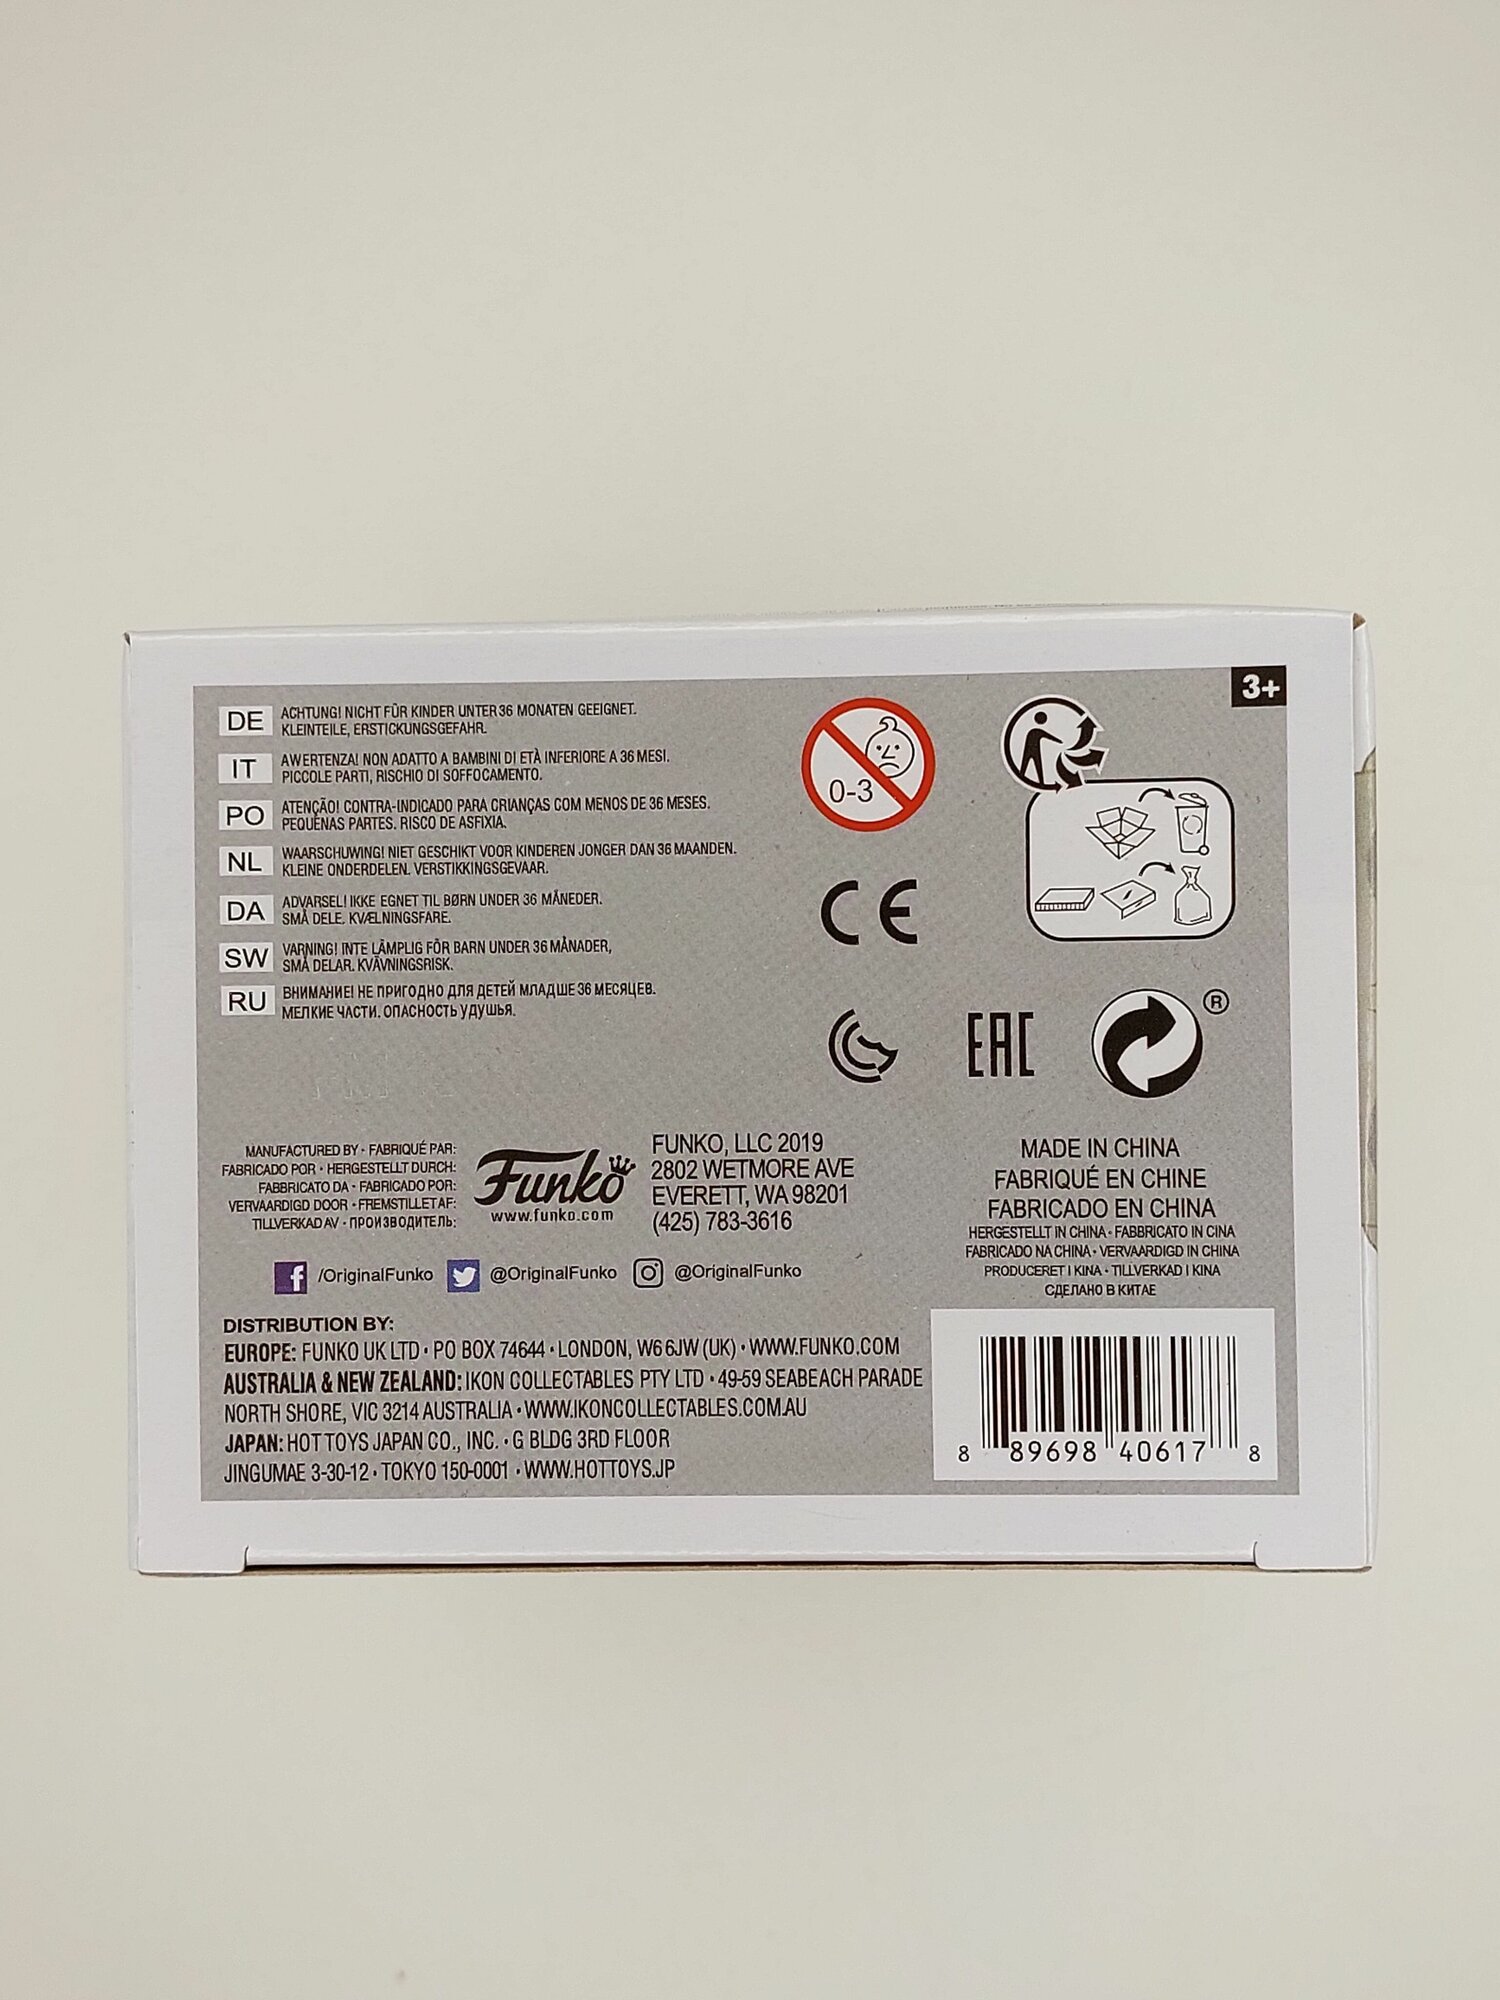 3+
DE ACHTUNG! NICHT FÜR KINDER UNTER 36 MONATEN GEEIGNET.
KLEINTEILE, ERSTICKUNGSGEFAHR.
IT AWERTENZA! NON ADATTO A BAMBINI DI ETÀ INFERIORE A 36 MESI.
PICCOLE PARTI, RISCHIO DI SOFFOCAMENTO.
PO ATENÇÃO! CONTRA-INDICADO PARA CRIANÇAS COM MENOS DE 36 MESES.
PEQUENAS PARTES. RISCO DE ASFIXIA.
NL WAARSCHUWING! NIET GESCHIKT VOOR KINDEREN JONGER DAN 36 MAANDEN.
KLEINE ONDERDELEN. VERSTIKKINGSGEVAAR.
DA ADVARSEL! IKKE EGNET TIL BØRN UNDER 36 MÅNEDER.
SMÅ DELE. KVÆLNINGSFARE.
SW VARNING! INTE LÄMPLIG FÖR BARN UNDER 36 MÅNADER,
SMÅ DELAR. KVÄVNINGSRISK.
RU ВНИМАНИЕ! НЕ ПРИГОДНО ДЛЯ ДЕТЕЙ МЛАДШЕ 36 МЕСЯЦЕВ.
МЕЛКИЕ ЧАСТИ. ОПАСНОСТЬ УДУШЬЯ.
0-3
CE
EAC
®
MANUFACTURED BY • FABRIQUÉ PAR:
FABRICADO POR • HERGESTELLT DURCH:
FABBRICATO DA • FABRICADO POR:
VERVAARDIGD DOOR • FREMSTILLET AF:
TILLVERKAD AV • ПРОИЗВОДИТЕЛЬ:
Funko
www.funko.com
FUNKO, LLC 2019
2802 WETMORE AVE
EVERETT, WA 98201
(425) 783-3616
/OriginalFunko @OriginalFunko @OriginalFunko
MADE IN CHINA
FABRIQUÉ EN CHINE
FABRICADO EN CHINA
HERGESTELLT IN CHINA • FABBRICATO IN CINA
FABRICADO NA CHINA • VERVAARDIGD IN CHINA
PRODUCERET I KINA • TILLVERKAD I KINA
СДЕЛАНО В КИТАЕ
DISTRIBUTION BY:
EUROPE: FUNKO UK LTD • PO BOX 74644 • LONDON, W6 6JW (UK) • WWW.FUNKO.COM
AUSTRALIA & NEW ZEALAND: IKON COLLECTABLES PTY LTD • 49-59 SEABEACH PARADE
NORTH SHORE, VIC 3214 AUSTRALIA • WWW.IKONCOLLECTABLES.COM.AU
JAPAN: HOT TOYS JAPAN CO., INC. • G BLDG 3RD FLOOR
JINGUMAE 3-30-12 • TOKYO 150-0001 • WWW.HOTTOYS.JP
8 89698 40617 8